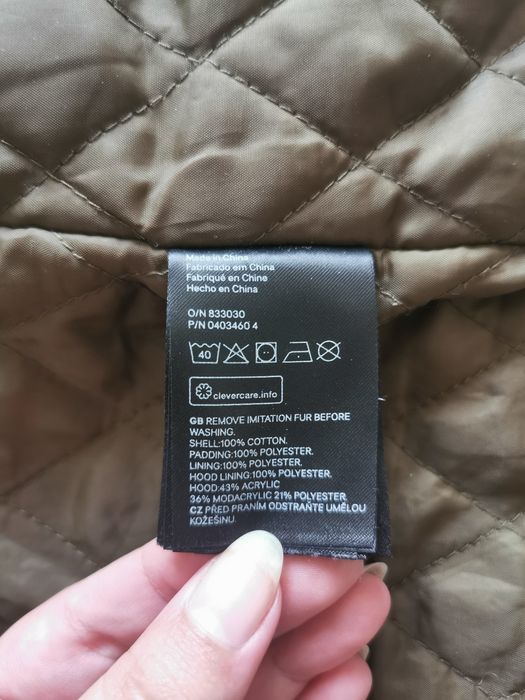 Made in China
Fabricado em China
Fabriqué en Chine
Hecho en China
O/N 833030
P/N 0403460 4
40
clevercare.info
GB REMOVE IMITATION FUR BEFORE
WASHING.
SHELL:100% COTTON.
PADDING:100% POLYESTER.
LINING:100% POLYESTER.
HOOD LINING:100% POLYESTER.
HOOD:43% ACRYLIC
36% MODACRYLIC 21% POLYESTER
CZ PŘED PRANÍM ODSTRAŇTE UMĚLOU
KOŽEŠINU.